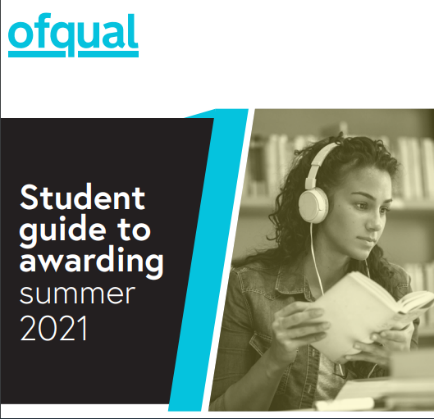 ofqual
Student
guide to
awarding
summer
2021